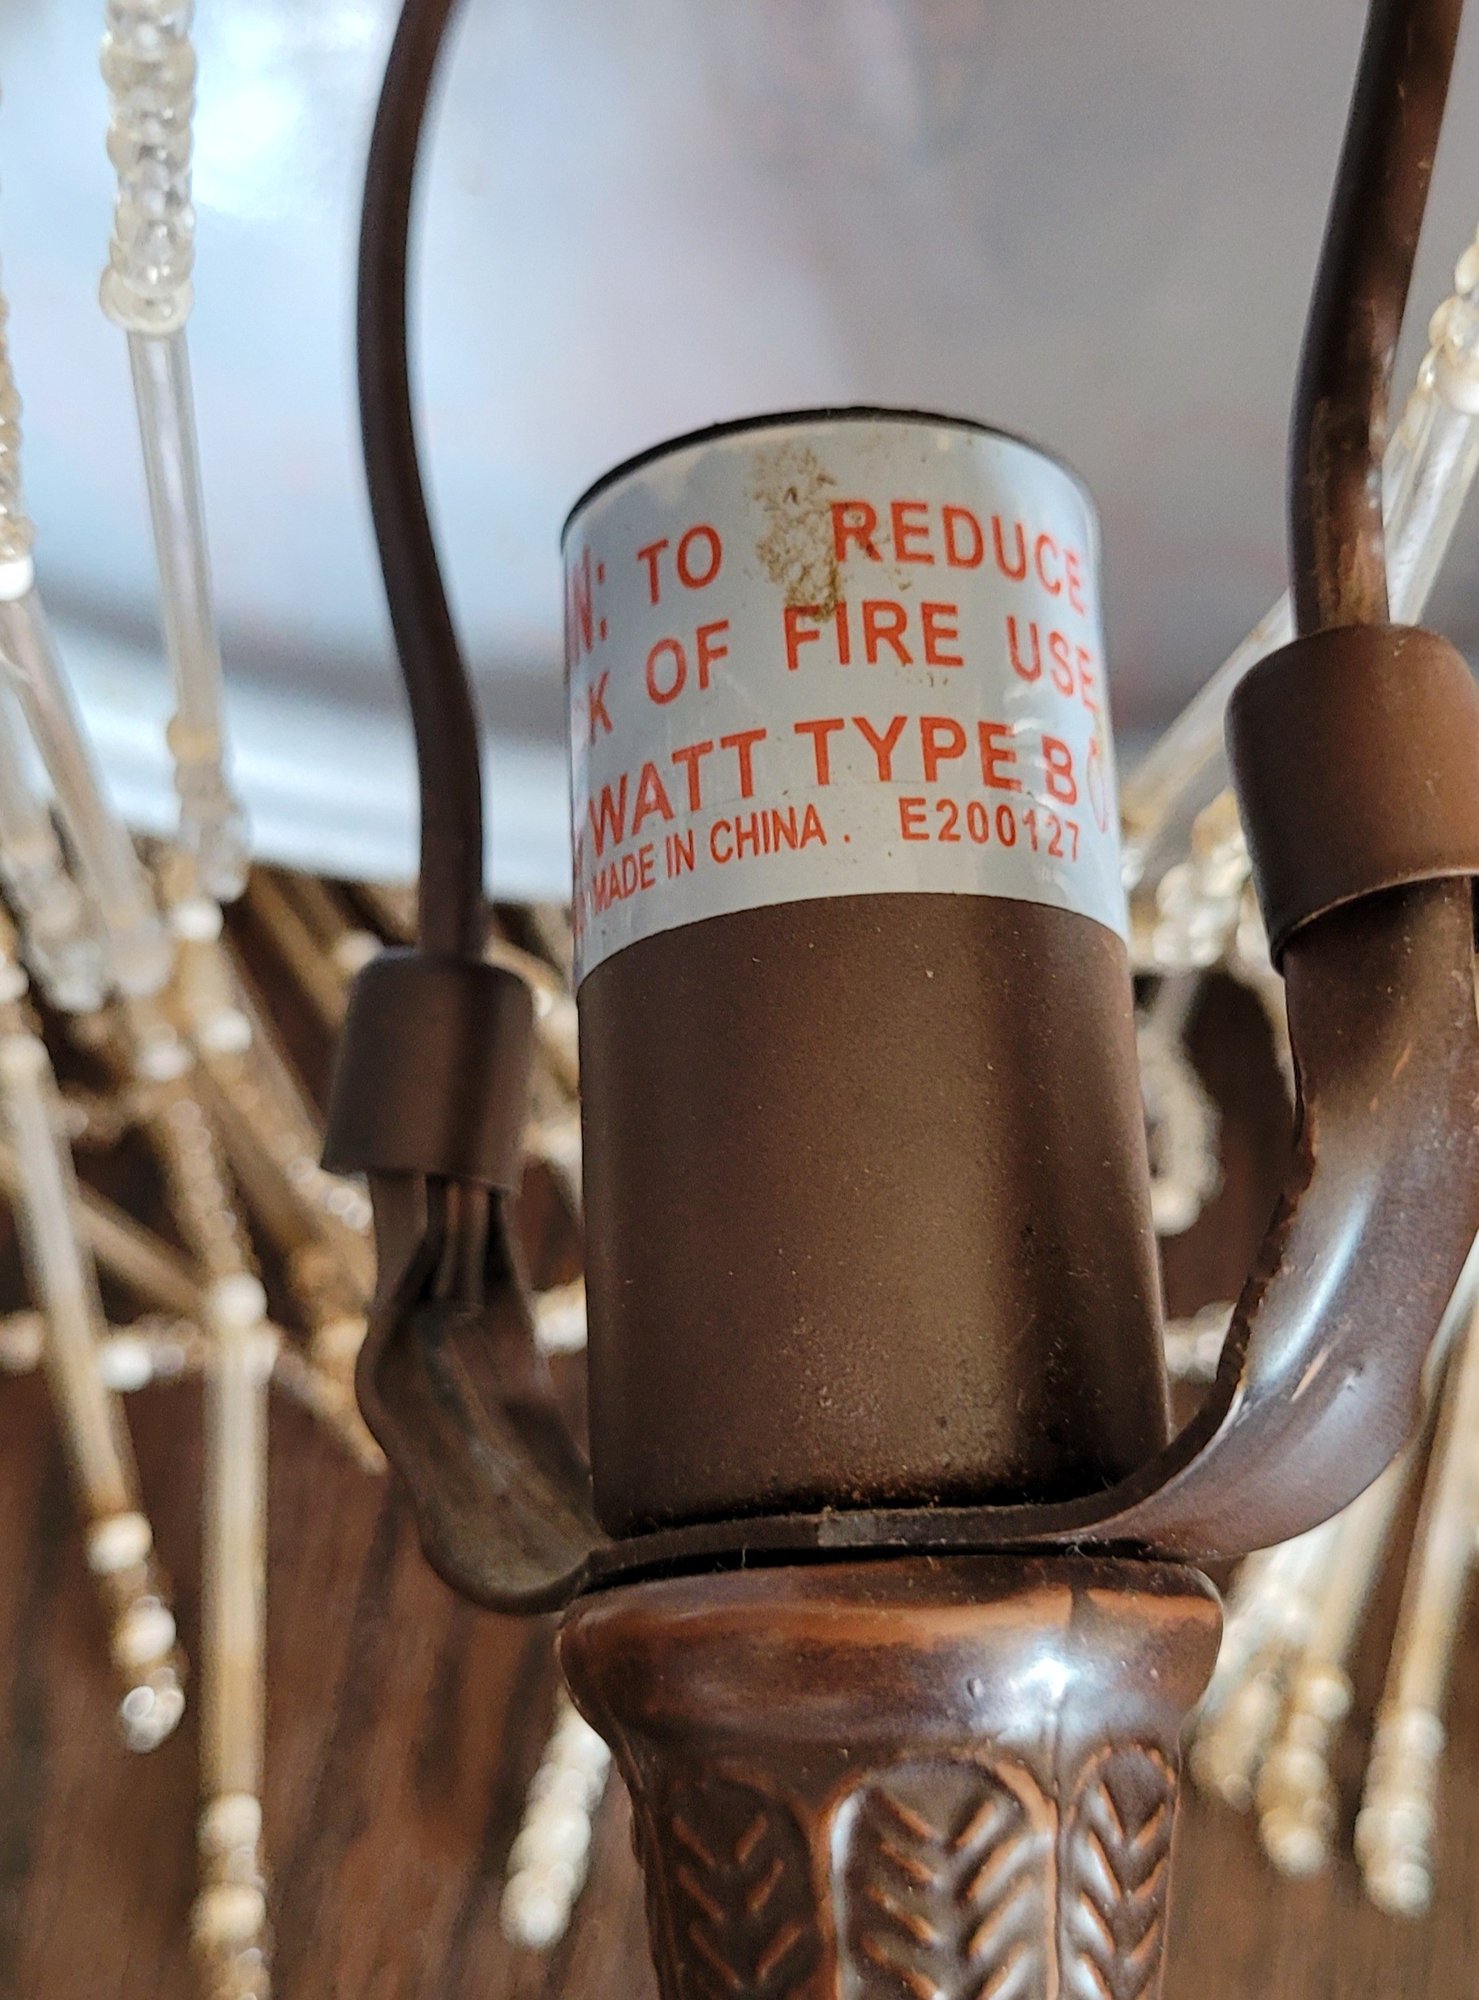 TO REDUCE
OF FIRE USE
WATT TYPE B
MADE IN CHINA . E200127